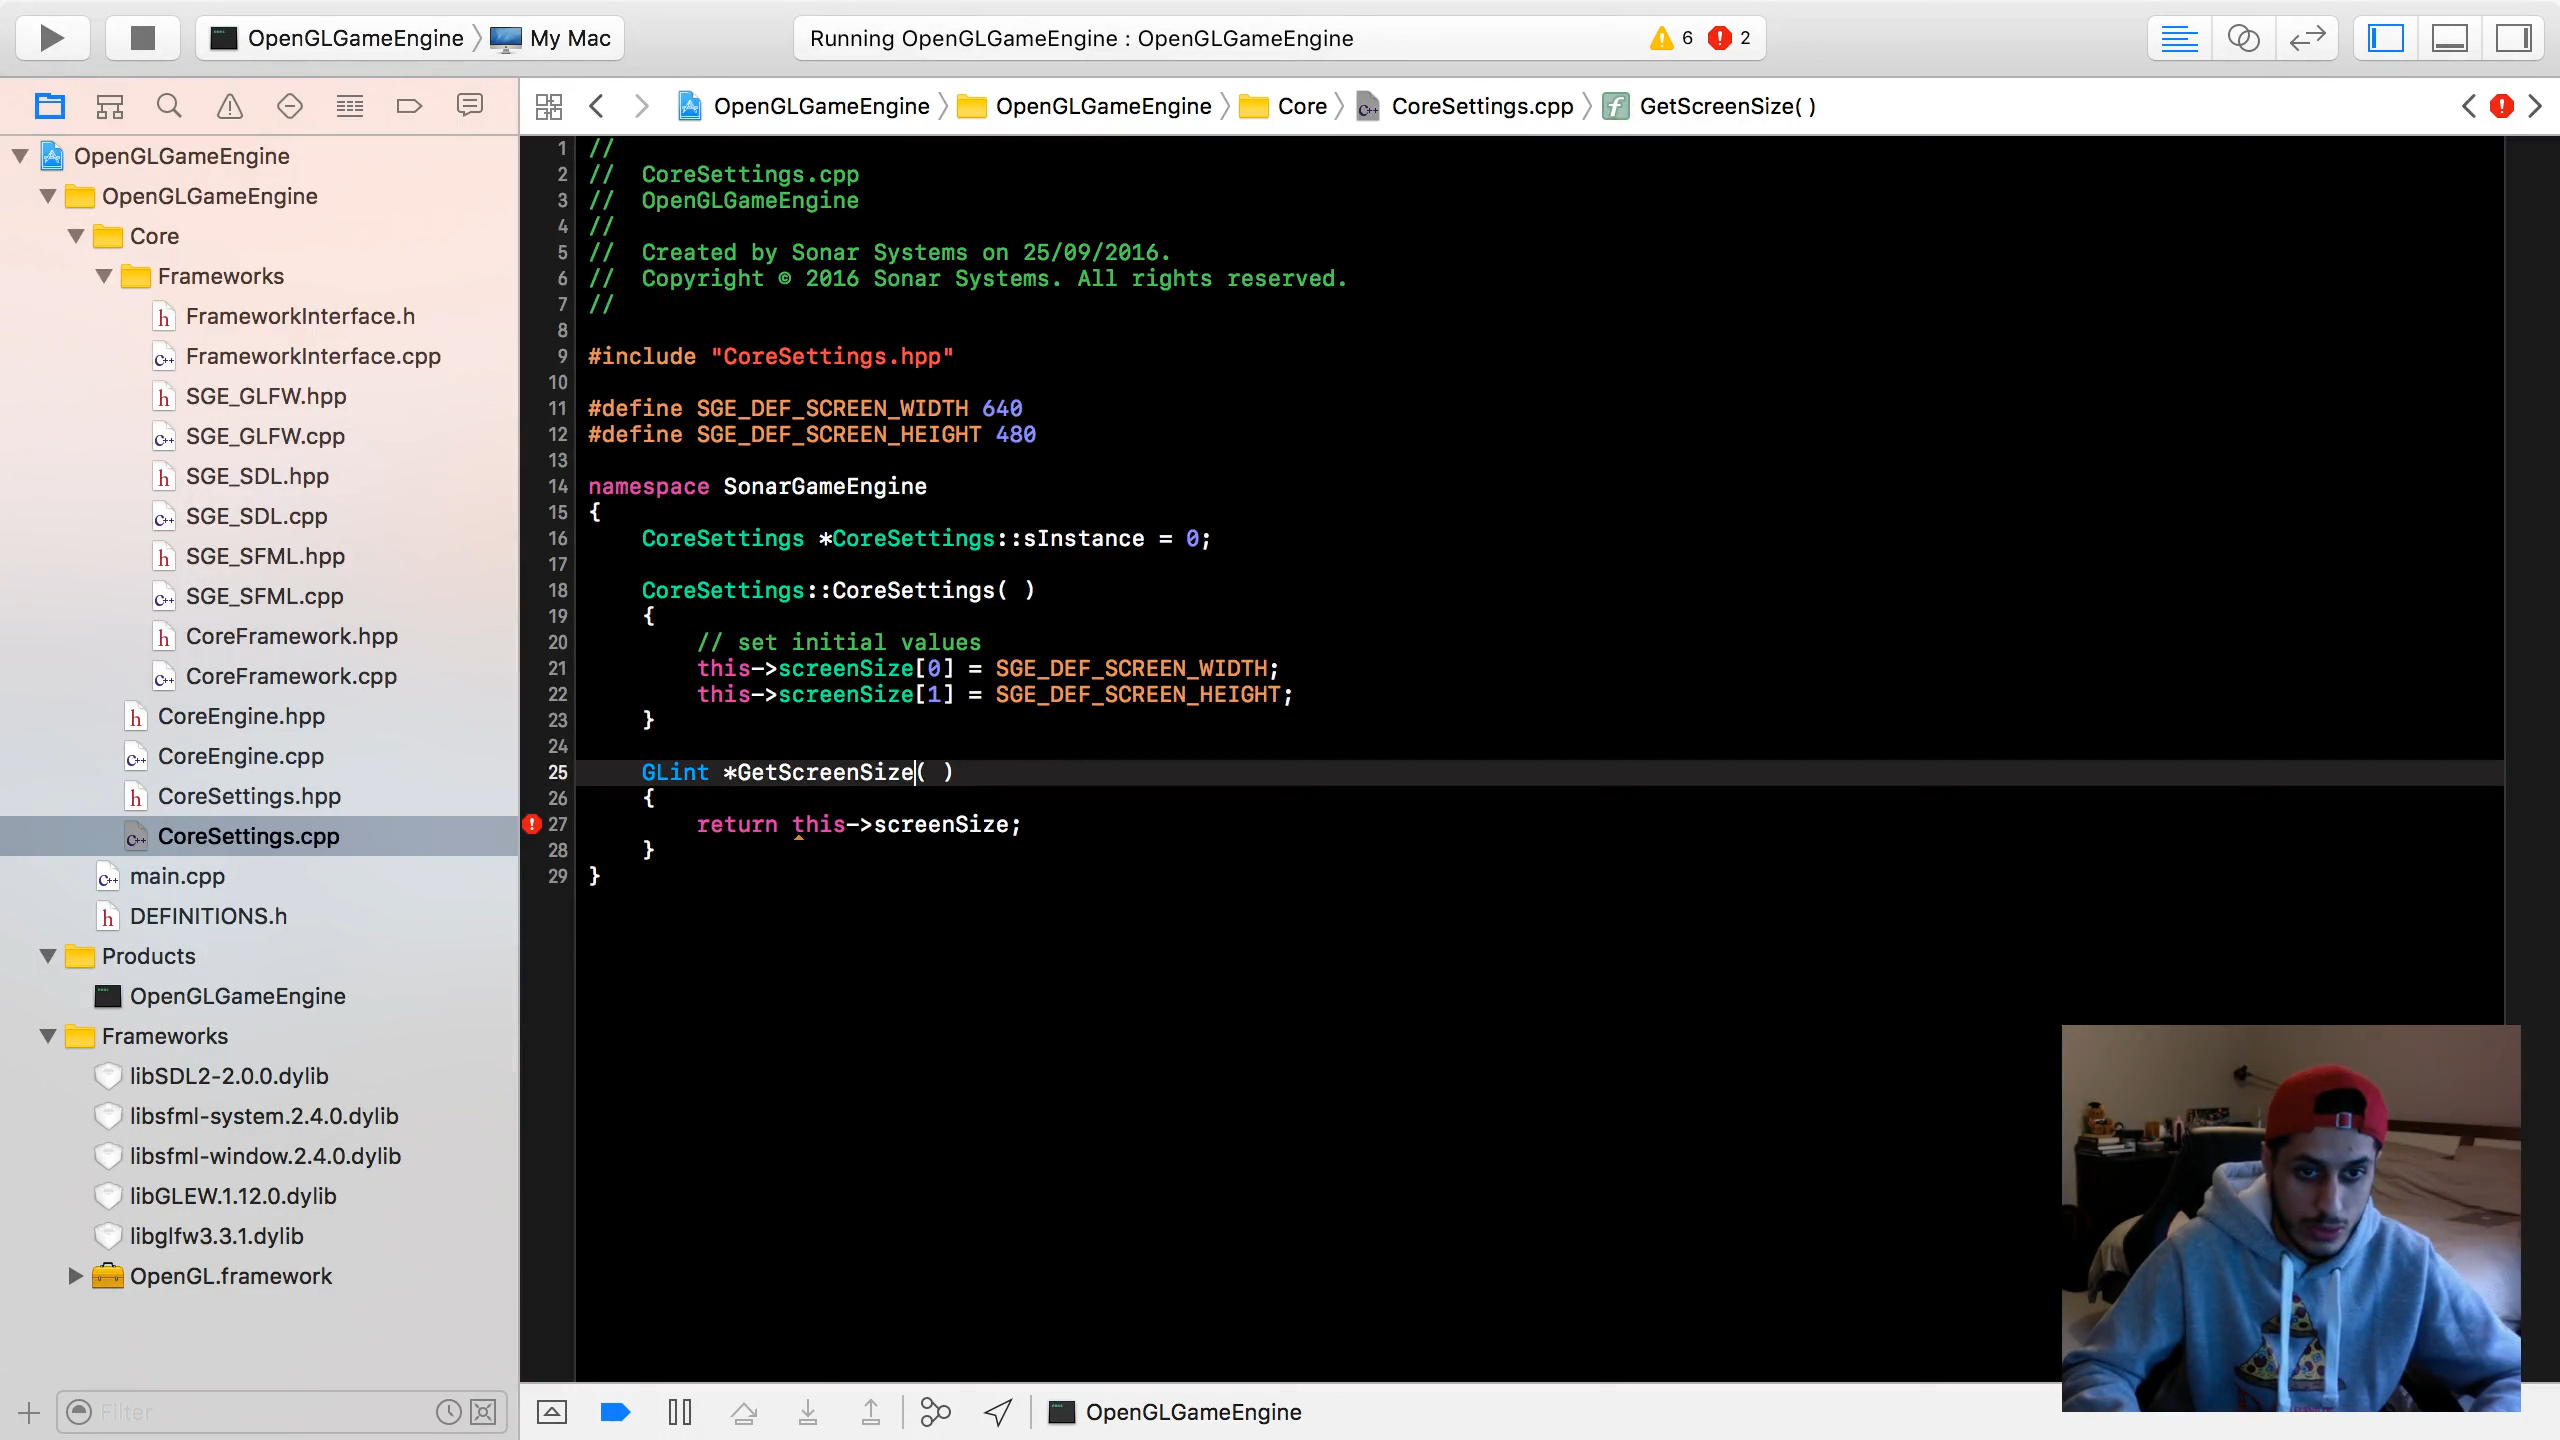 OpenGLGameEngine My Mac
Running OpenGLGameEngine : OpenGLGameEngine 6 2
OpenGLGameEngine OpenGLGameEngine Core CoreSettings.cpp GetScreenSize( )
OpenGLGameEngine
OpenGLGameEngine
Core
Frameworks
FrameworkInterface.h
FrameworkInterface.cpp
SGE_GLFW.hpp
SGE_GLFW.cpp
SGE_SDL.hpp
SGE_SDL.cpp
SGE_SFML.hpp
SGE_SFML.cpp
CoreFramework.hpp
CoreFramework.cpp
CoreEngine.hpp
CoreEngine.cpp
CoreSettings.hpp
CoreSettings.cpp
main.cpp
DEFINITIONS.h
Products
OpenGLGameEngine
Frameworks
libSDL2-2.0.0.dylib
libsfml-system.2.4.0.dylib
libsfml-window.2.4.0.dylib
libGLEW.1.12.0.dylib
libglfw3.3.1.dylib
OpenGL.framework
Filter
1 //
2 // CoreSettings.cpp
3 // OpenGLGameEngine
4 //
5 // Created by Sonar Systems on 25/09/2016.
6 // Copyright © 2016 Sonar Systems. All rights reserved.
7 //
8
9 #include "CoreSettings.hpp"
10
11 #define SGE_DEF_SCREEN_WIDTH 640
12 #define SGE_DEF_SCREEN_HEIGHT 480
13
14 namespace SonarGameEngine
15 {
16 CoreSettings *CoreSettings::sInstance = 0;
17
18 CoreSettings::CoreSettings( )
19 {
20 // set initial values
21 this->screenSize[0] = SGE_DEF_SCREEN_WIDTH;
22 this->screenSize[1] = SGE_DEF_SCREEN_HEIGHT;
23 }
24
25 GLint *GetScreenSize( )
26 {
27 return this->screenSize;
28 }
29 }
OpenGLGameEngine